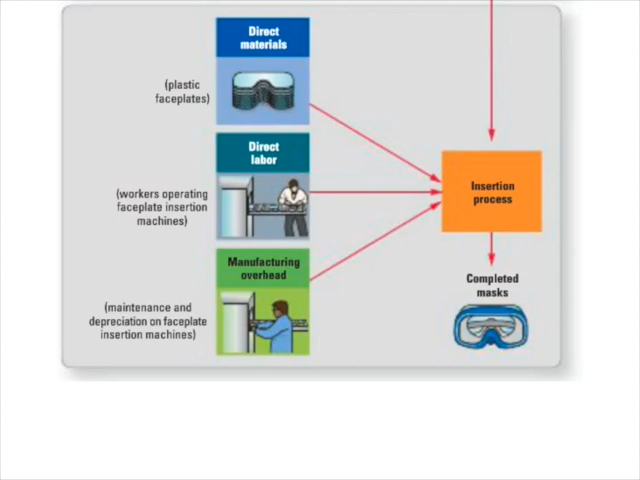 Direct
materials
(plastic
faceplates)
Direct
labor
(workers operating
faceplate insertion
machines)
Manufacturing
overhead
(maintenance and
depreciation on faceplate
insertion machines)
Insertion
process
Completed
masks